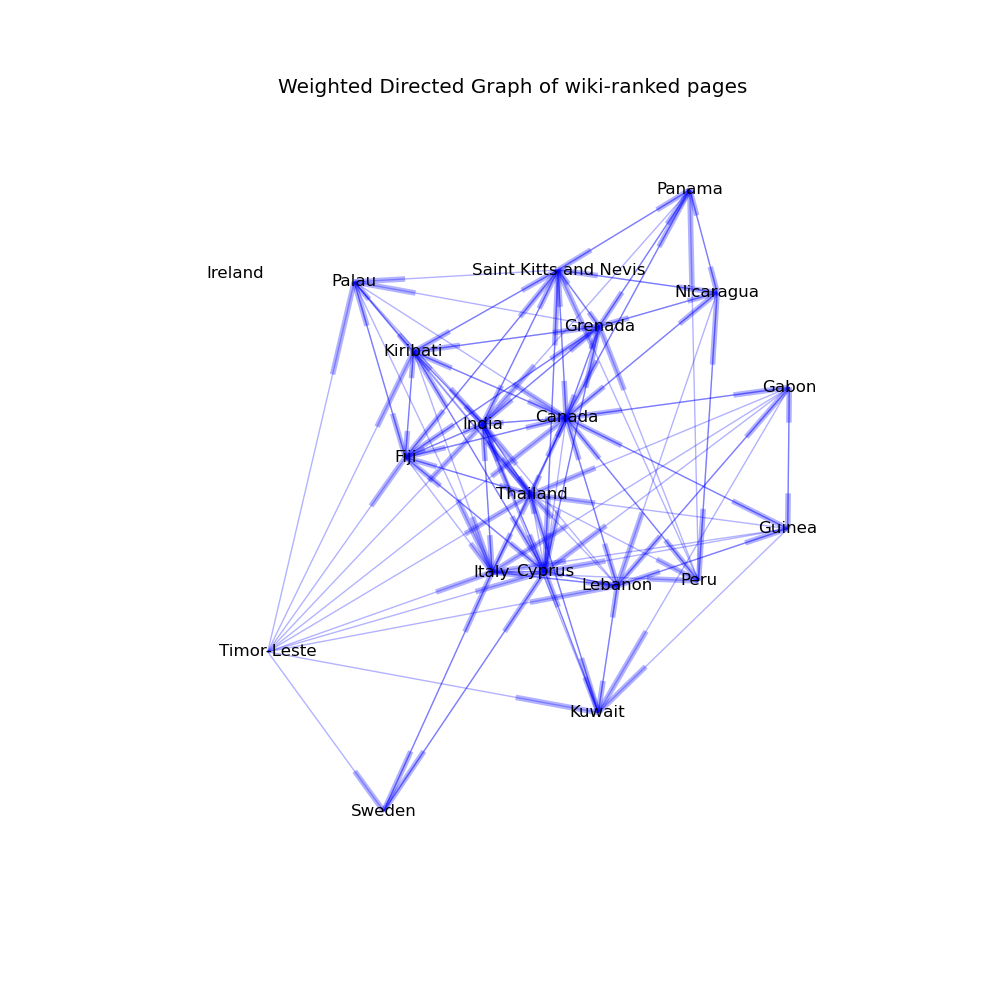 Weighted Directed Graph of wiki-ranked pages
Panama
Saint Kitts and Nevis
Ireland
Palau
Nicaragua
Grenada
Kiribati
Gabon
Canada
India
Fiji
Thailand
Guinea
Italy
Cyprus
Peru
Lebanon
Timor-Leste
Kuwait
Sweden